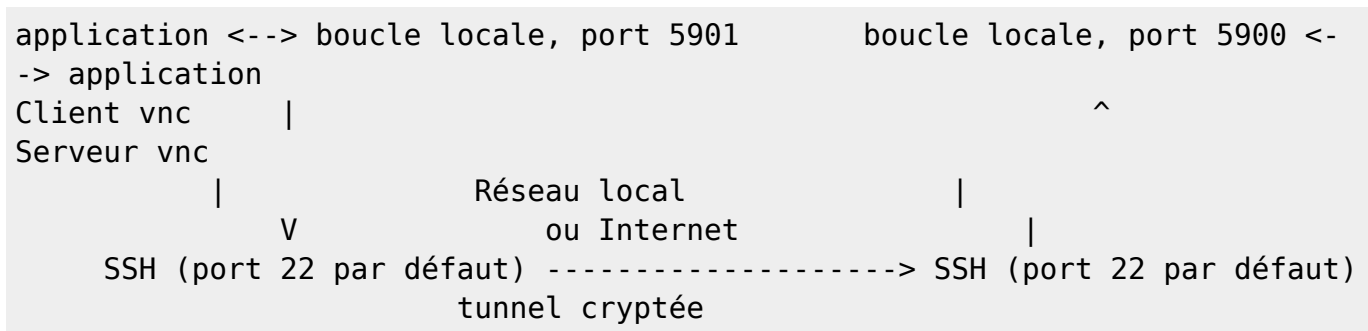 application <--> boucle locale, port 5901       boucle locale, port 5900 <-
-> application
Client vnc     |                                             ^
Serveur vnc
           |              Réseau local               |
               V              ou Internet                |
     SSH (port 22 par défaut) --------------------> SSH (port 22 par défaut)
                         tunnel cryptée